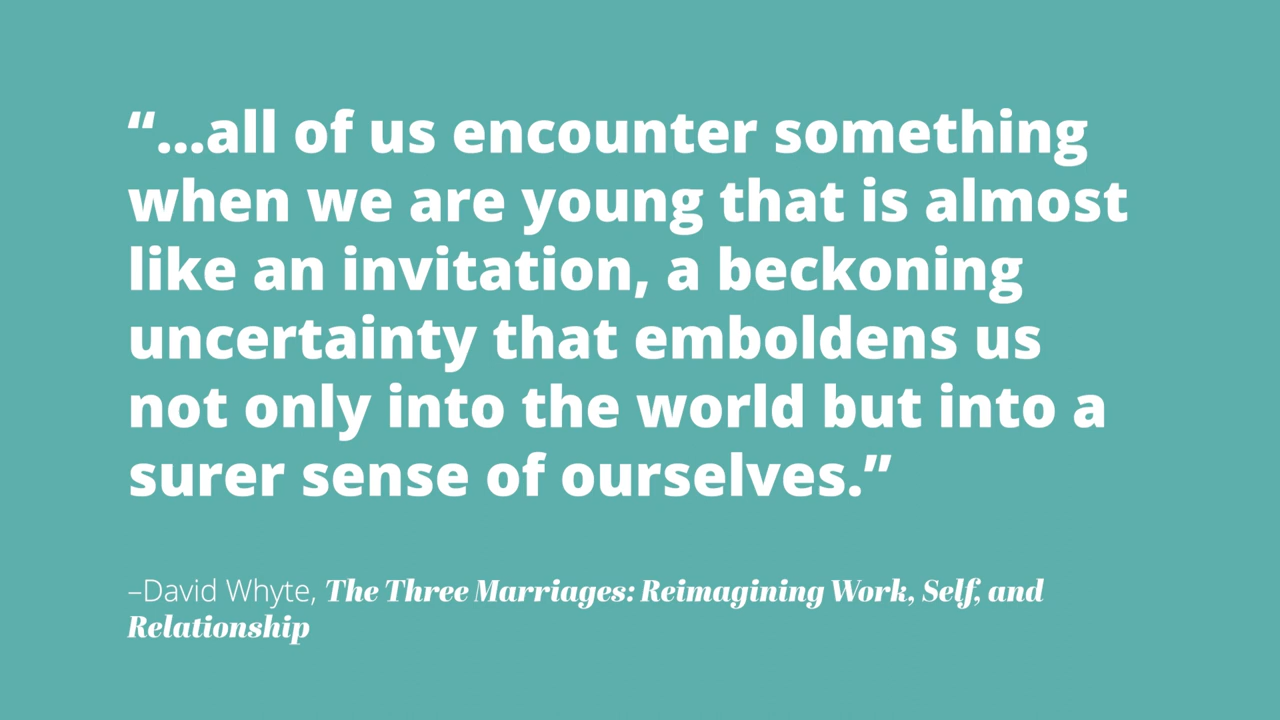 “...all of us encounter something
when we are young that is almost
like an invitation, a beckoning
uncertainty that emboldens us
not only into the world but into a
surer sense of ourselves.”
–David Whyte, The Three Marriages: Reimagining Work, Self, and
Relationship